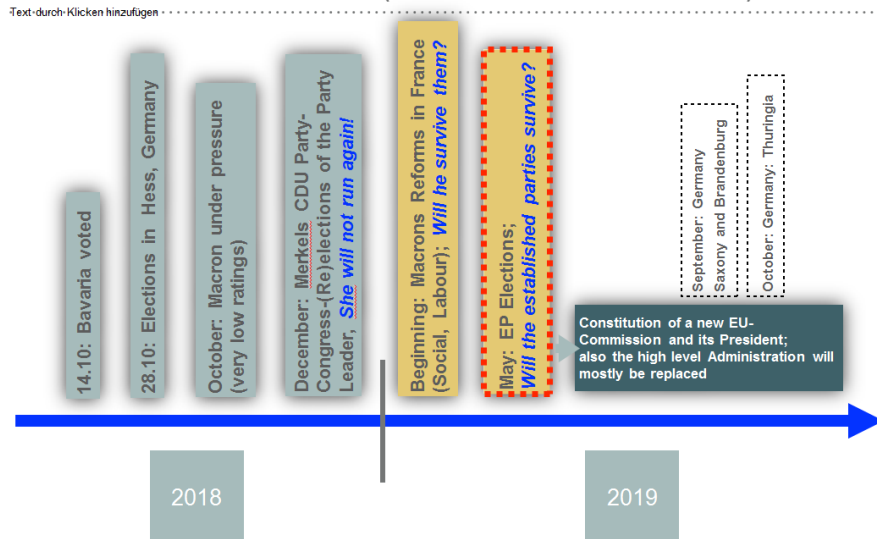 Text durch Klicken hinzufügen
14.10: Bavaria voted
28.10: Elections in Hess, Germany
October: Macron under pressure
(very low ratings)
December: Merkels CDU Party-
Congress-(Re)elections of the Party
Leader, She will not run again!
Beginning: Macrons Reforms in France
(Social, Labour); Will he survive them?
May: EP Elections;
Will the established parties survive?
September: Germany
Saxony and Brandenburg
October: Germany: Thuringia
Constitution of a new EU-
Commission and its President;
also the high level Administration will
mostly be replaced
2018
2019